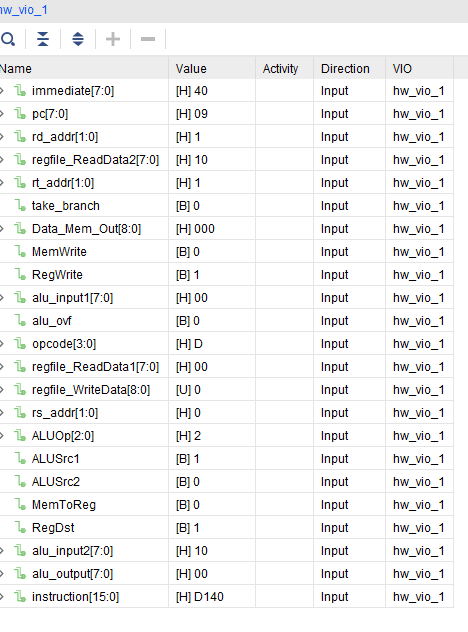 hw_vio_1
Name Value Activity Direction VIO
immediate[7:0] [H] 40 Input hw_vio_1
pc[7:0] [H] 09 Input hw_vio_1
rd_addr[1:0] [H] 1 Input hw_vio_1
regfile_ReadData2[7:0] [H] 10 Input hw_vio_1
rt_addr[1:0] [H] 1 Input hw_vio_1
take_branch [B] 0 Input hw_vio_1
Data_Mem_Out[8:0] [H] 000 Input hw_vio_1
MemWrite [B] 0 Input hw_vio_1
RegWrite [B] 1 Input hw_vio_1
alu_input1[7:0] [H] 00 Input hw_vio_1
alu_ovf [B] 0 Input hw_vio_1
opcode[3:0] [H] D Input hw_vio_1
regfile_ReadData1[7:0] [H] 00 Input hw_vio_1
regfile_WriteData[8:0] [U] 0 Input hw_vio_1
rs_addr[1:0] [H] 0 Input hw_vio_1
ALUOp[2:0] [H] 2 Input hw_vio_1
ALUSrc1 [B] 1 Input hw_vio_1
ALUSrc2 [B] 0 Input hw_vio_1
MemToReg [B] 0 Input hw_vio_1
RegDst [B] 1 Input hw_vio_1
alu_input2[7:0] [H] 10 Input hw_vio_1
alu_output[7:0] [H] 00 Input hw_vio_1
instruction[15:0] [H] D140 Input hw_vio_1